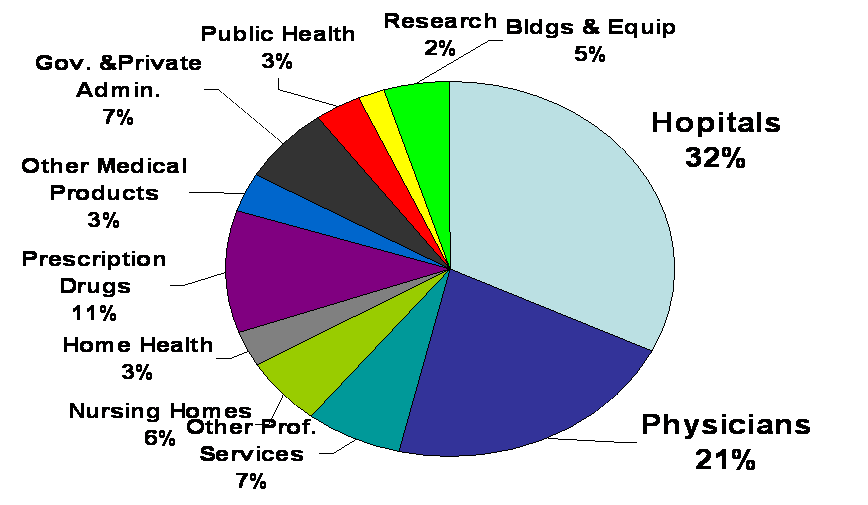 Research
2%
Bldgs & Equip
5%
Public Health
3%
Gov. &Private
Admin.
7%
Hopitals
32%
Other Medical
Products
3%
Prescription
Drugs
11%
Home Health
3%
Nursing Homes
6%
Other Prof.
Services
7%
Physicians
21%